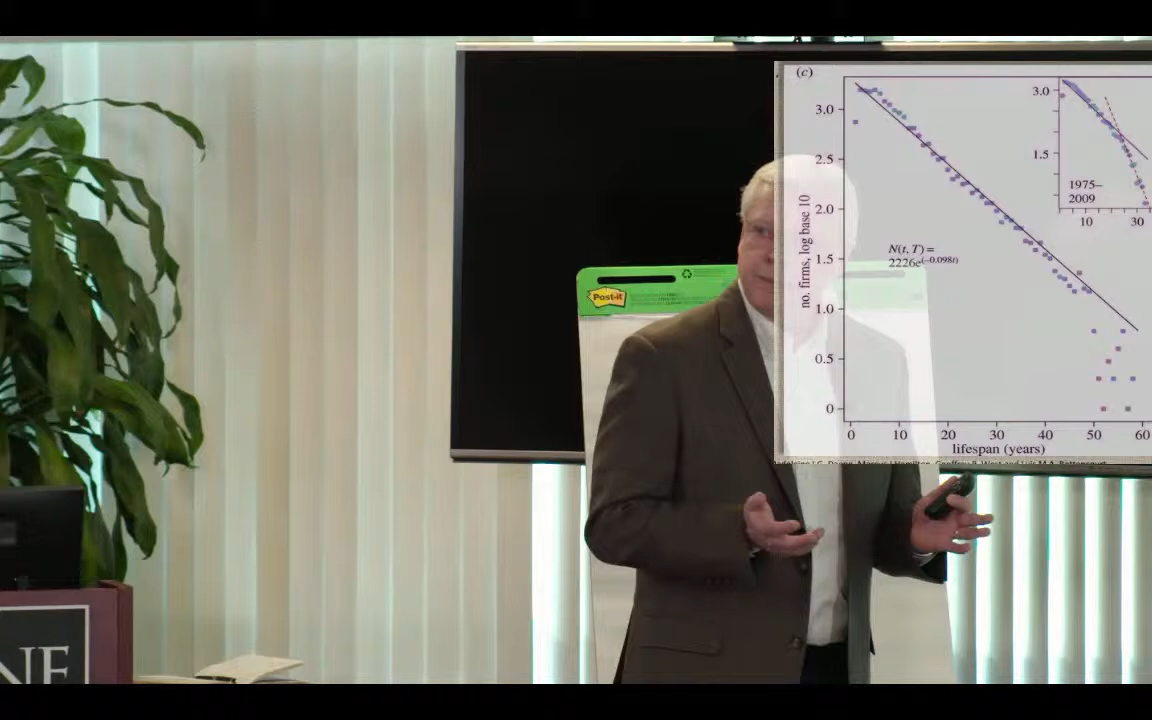 (c)
3.0
2.5
2.0
1.5
1.0
0.5
0
no. firms, log base 10
N(t, T) =
2226e(−0.098t)
3.0
1.5
1975–
2009
10 30
0 10 20 30 40 50 60
lifespan (years)
Post-it
NE